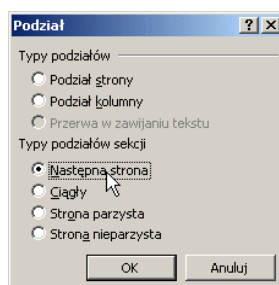 Podział
Typy podziałów
Podział strony
Podział kolumny
Przerwa w zawijaniu tekstu
Typy podziałów sekcji
Następna strona
Ciągły
Strona parzysta
Strona nieparzysta
OK Anuluj